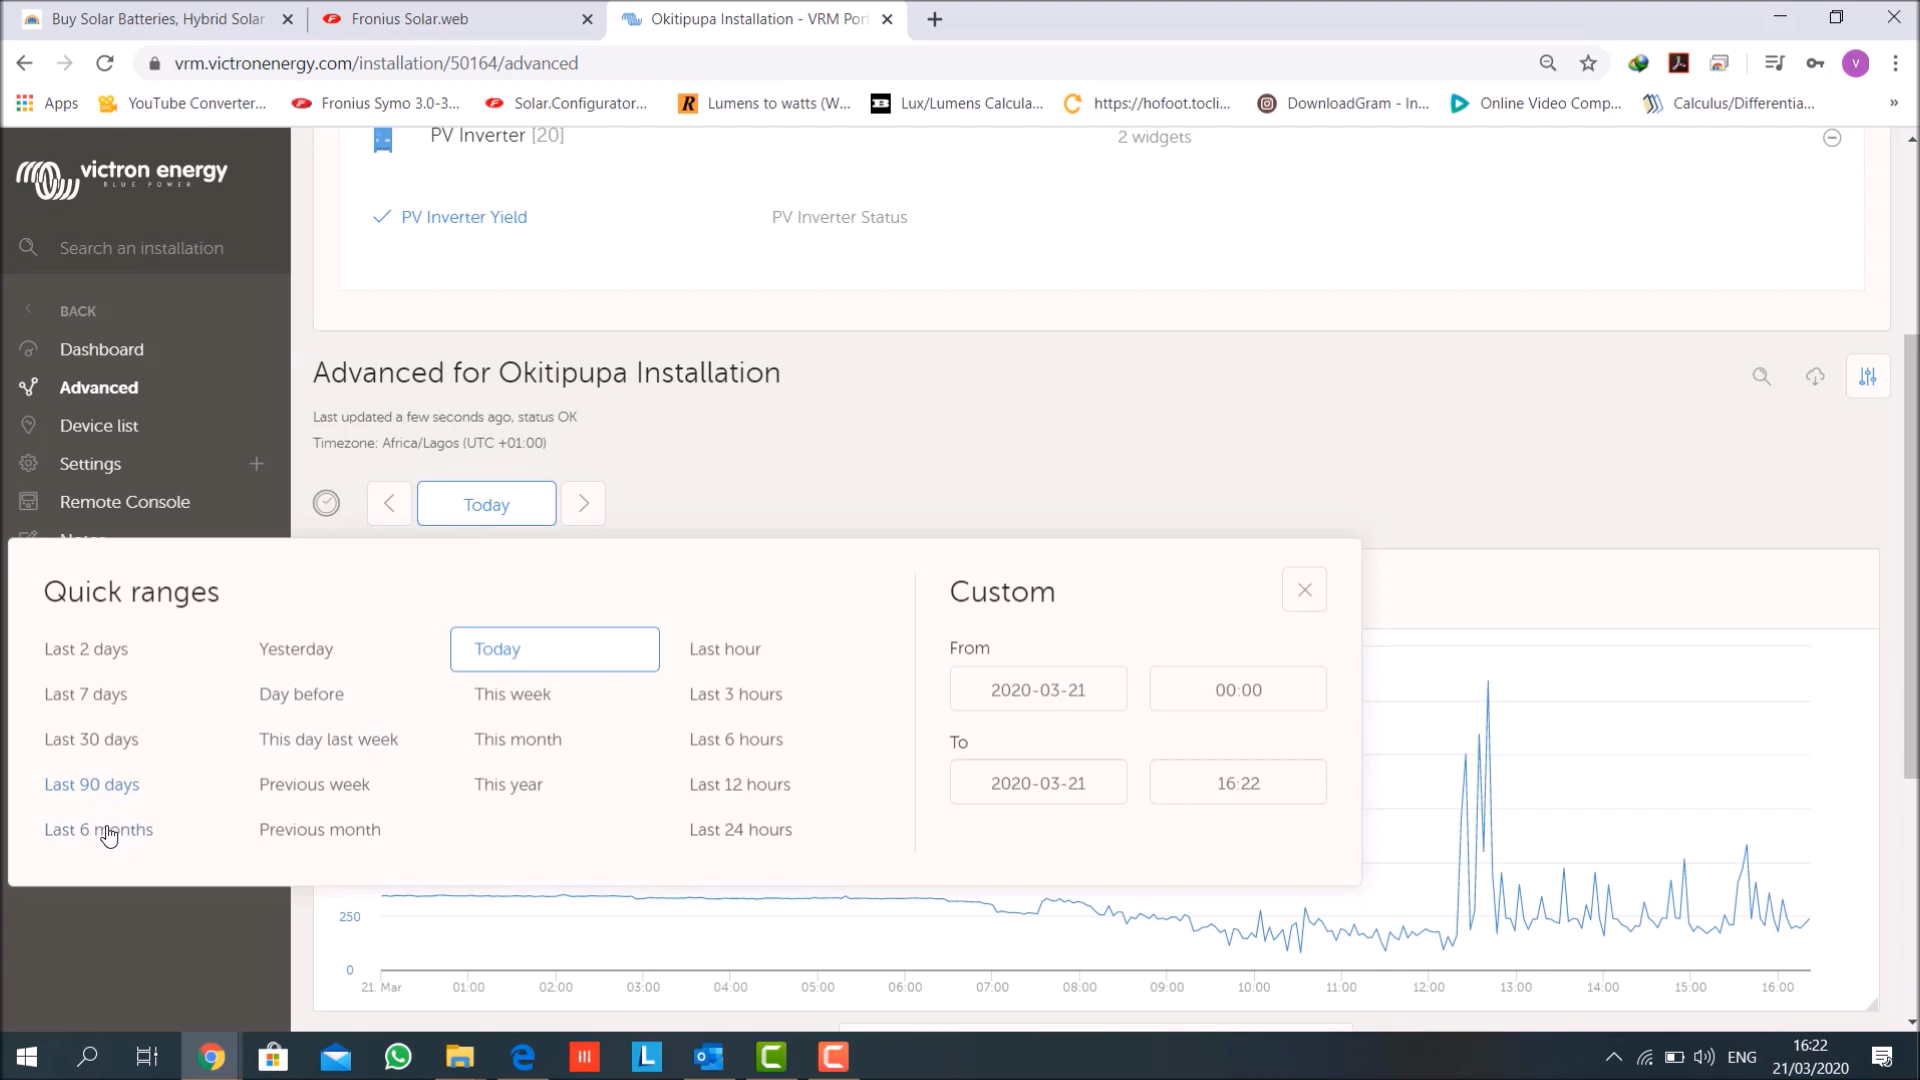 Buy Solar Batteries, Hybrid Solar
Fronius Solar.web
Okitipupa Installation - VRM Port
vrm.victronenergy.com/installation/50164/advanced
V
Apps
YouTube Converter...
Fronius Symo 3.0-3...
Solar.Configurator...
Lumens to watts (W...
Lux/Lumens Calcula...
https://hofoot.tocli...
DownloadGram - In...
Online Video Comp...
Calculus/Differentia...
»
victron energy
BLUE POWER
Search an installation
BACK
Dashboard
Advanced
Device list
Settings
Remote Console
PV Inverter [20]
2 widgets
PV Inverter Yield
PV Inverter Status
Advanced for Okitipupa Installation
Last updated a few seconds ago, status OK
Timezone: Africa/Lagos (UTC +01:00)
Today
Quick ranges
Last 2 days
Yesterday
Today
Last hour
Last 7 days
Day before
This week
Last 3 hours
Last 30 days
This day last week
This month
Last 6 hours
Last 90 days
Previous week
This year
Last 12 hours
Last 6 months
Previous month
Last 24 hours
Custom
From
2020-03-21
00:00
To
2020-03-21
16:22
250
0
21. Mar
01:00
02:00
03:00
04:00
05:00
06:00
07:00
08:00
09:00
10:00
11:00
12:00
13:00
14:00
15:00
16:00
ENG
16:22
21/03/2020